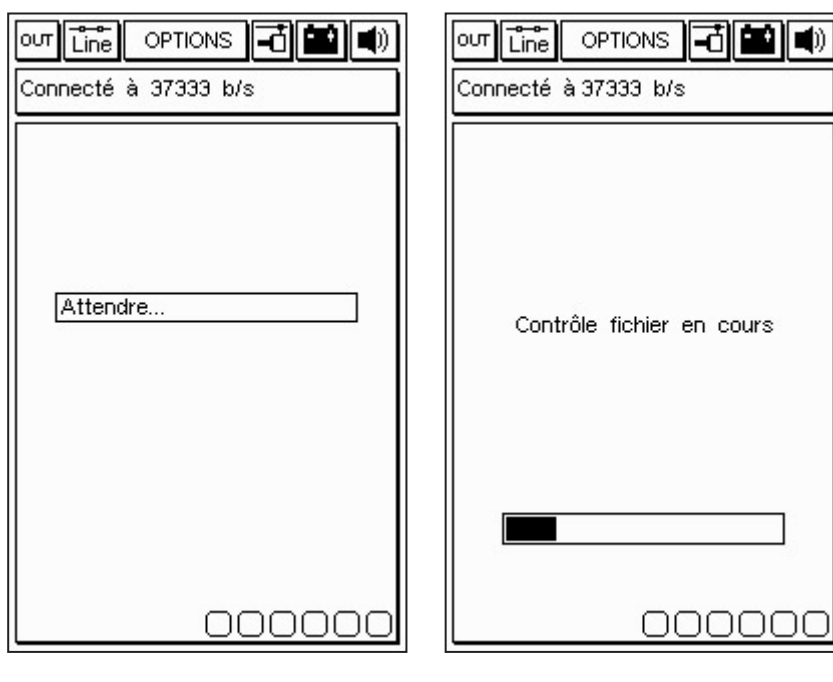 OUT Line OPTIONS
Connecté à 37333 b/s
Attendre...
OUT Line OPTIONS
Connecté à 37333 b/s
Contrôle fichier en cours